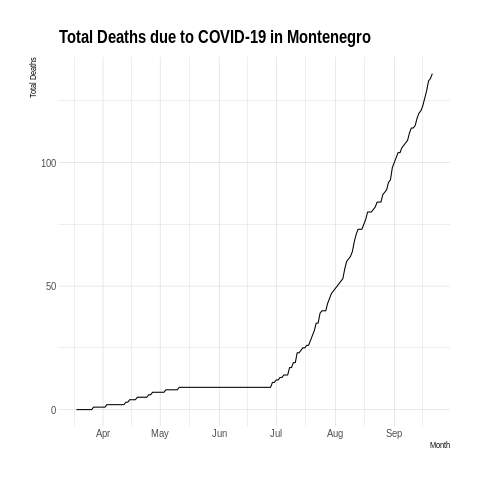 Total Deaths due to COVID-19 in Montenegro
Total Deaths
100
50
0
Apr May Jun Jul Aug Sep
Month